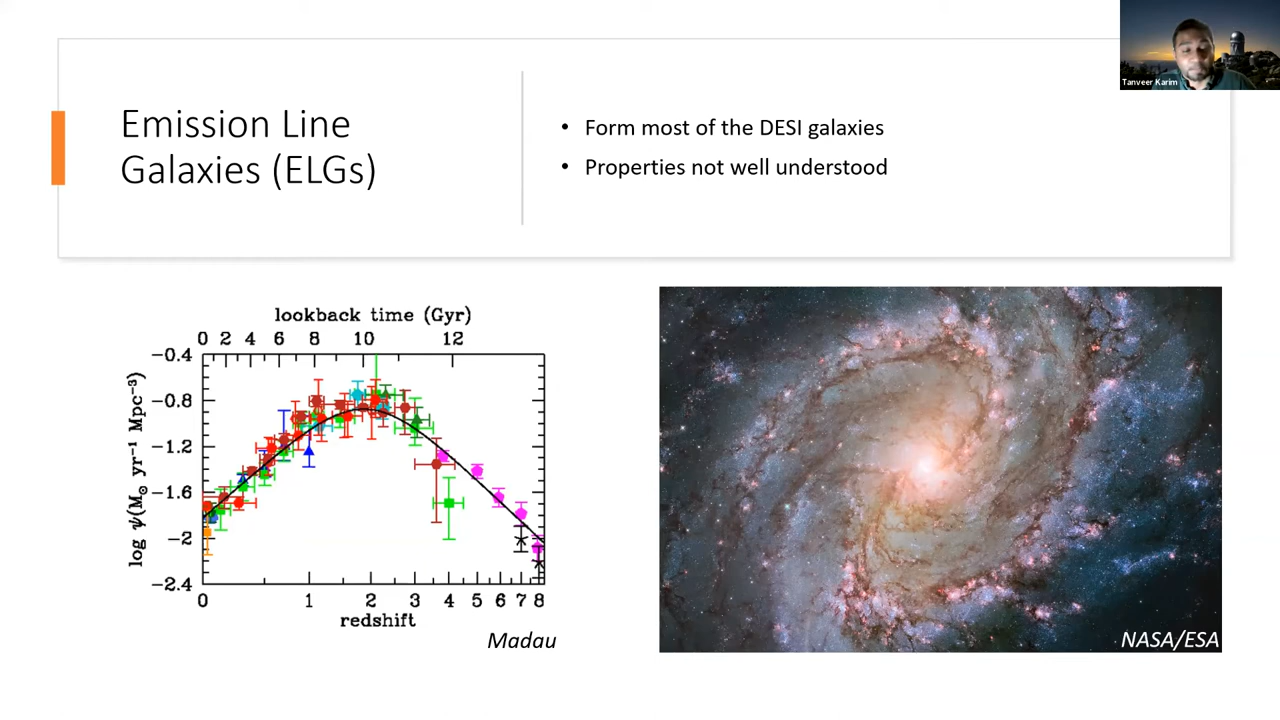 Tanveer Karim
Emission Line
Galaxies (ELGs)
• Form most of the DESI galaxies
• Properties not well understood
lookback time (Gyr)
0 2 4 6 8 10 12
−0.4
−0.8
−1.2
−1.6
−2
−2.4
log ψ(M☉ yr⁻¹ Mpc⁻³)
0 1 2 3 4 5 6 7 8
redshift
Madau
NASA/ESA